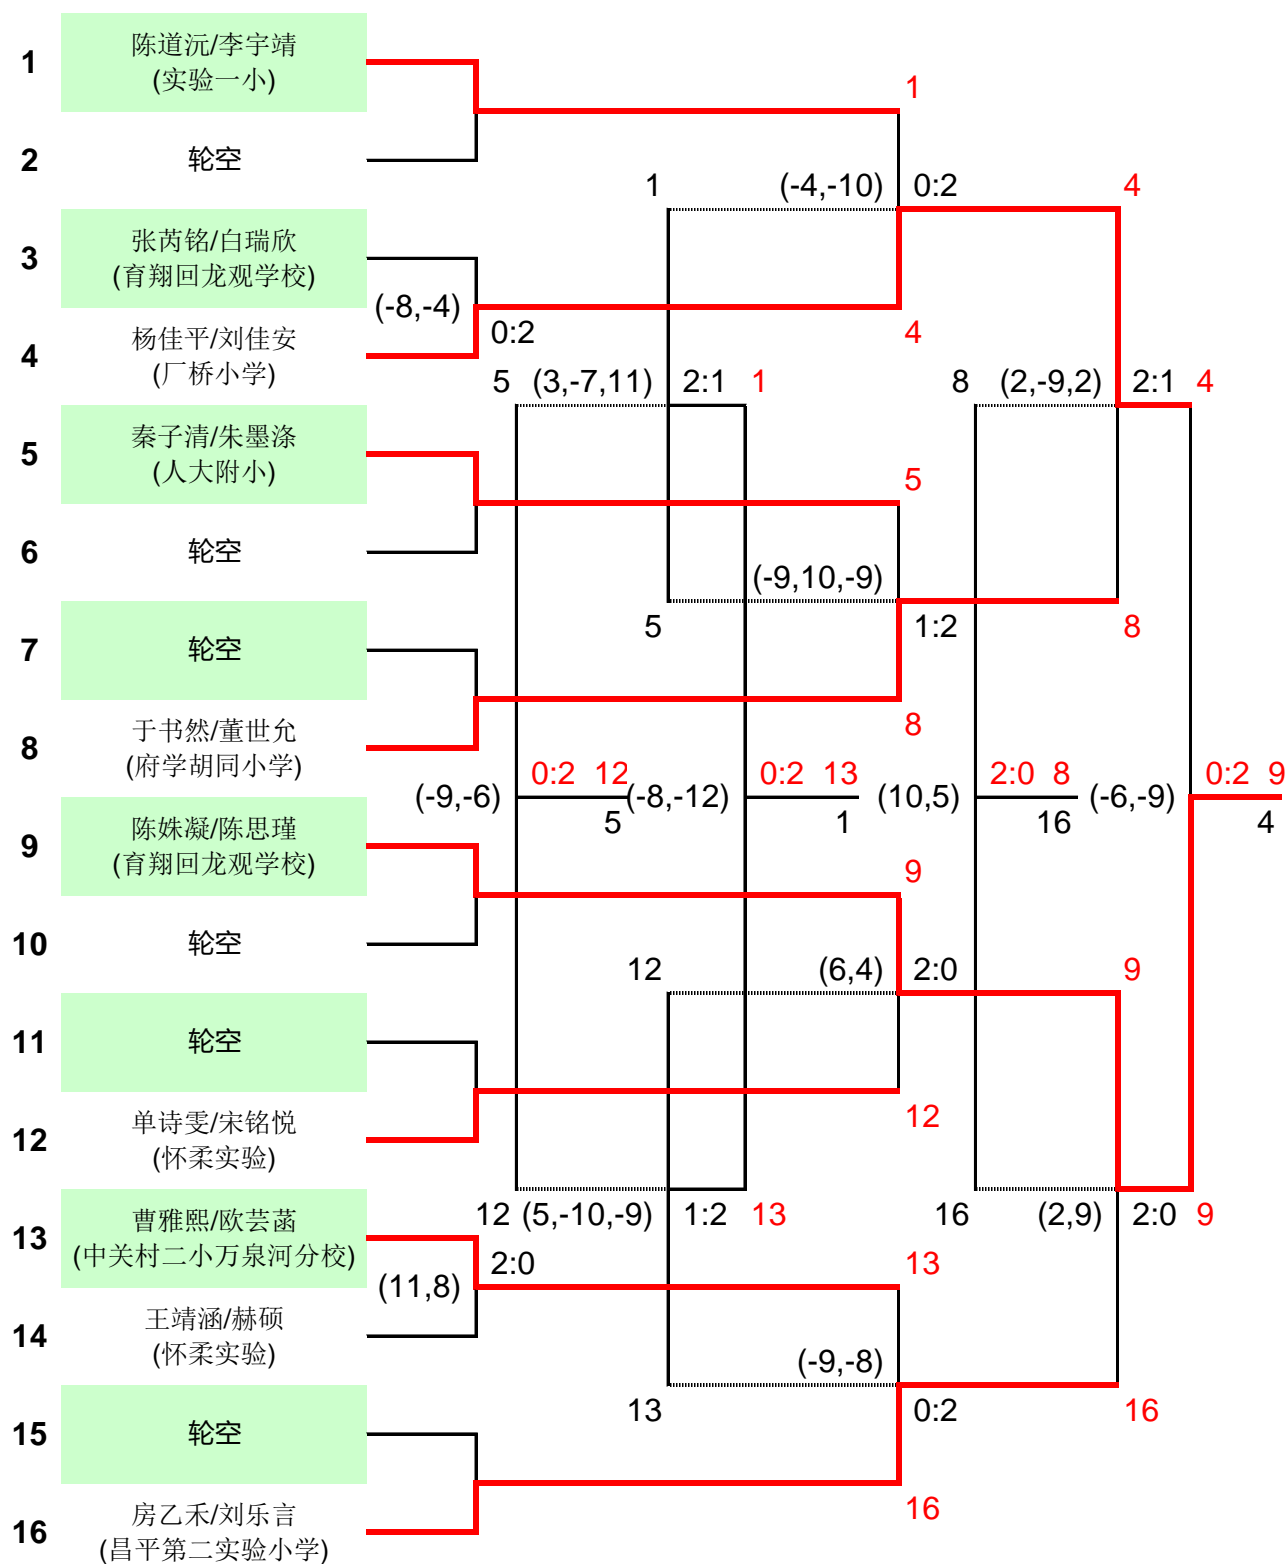 1
陈道沅/李宇靖
(实验一小)
1
2
轮空
1
(-4,-10)
0:2
4
3
张芮铭/白瑞欣
(育翔回龙观学校)
(-8,-4)
0:2
4
4
杨佳平/刘佳安
(厂桥小学)
5
(3,-7,11)
2:1
1
8
(2,-9,2)
2:1
4
5
秦子清/朱墨涤
(人大附小)
5
6
轮空
(-9,10,-9)
5
1:2
8
7
轮空
8
于书然/董世允
(府学胡同小学)
8
(-9,-6)
0:2 12
5
(-8,-12)
0:2 13
1
(10,5)
2:0 8
16
(-6,-9)
0:2 9
4
9
陈姝凝/陈思瑾
(育翔回龙观学校)
9
10
轮空
12
(6,4)
2:0
9
11
轮空
12
单诗雯/宋铭悦
(怀柔实验)
12
12
(5,-10,-9)
1:2
13
16
(2,9)
2:0
9
13
曹雅熙/欧芸菡
(中关村二小万泉河分校)
(11,8)
2:0
13
14
王靖涵/赫硕
(怀柔实验)
(-9,-8)
13
0:2
16
15
轮空
16
房乙禾/刘乐言
(昌平第二实验小学)
16